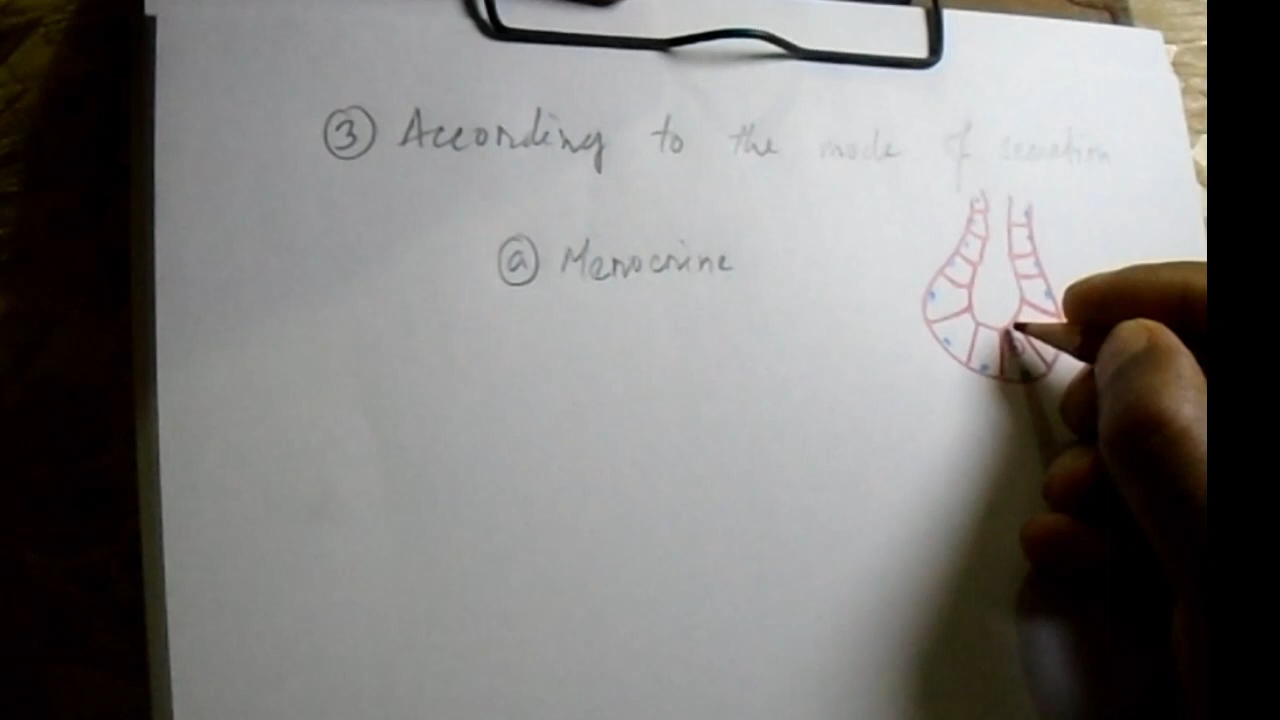 ③ According to the mode of secretion
ⓐ Merocrine